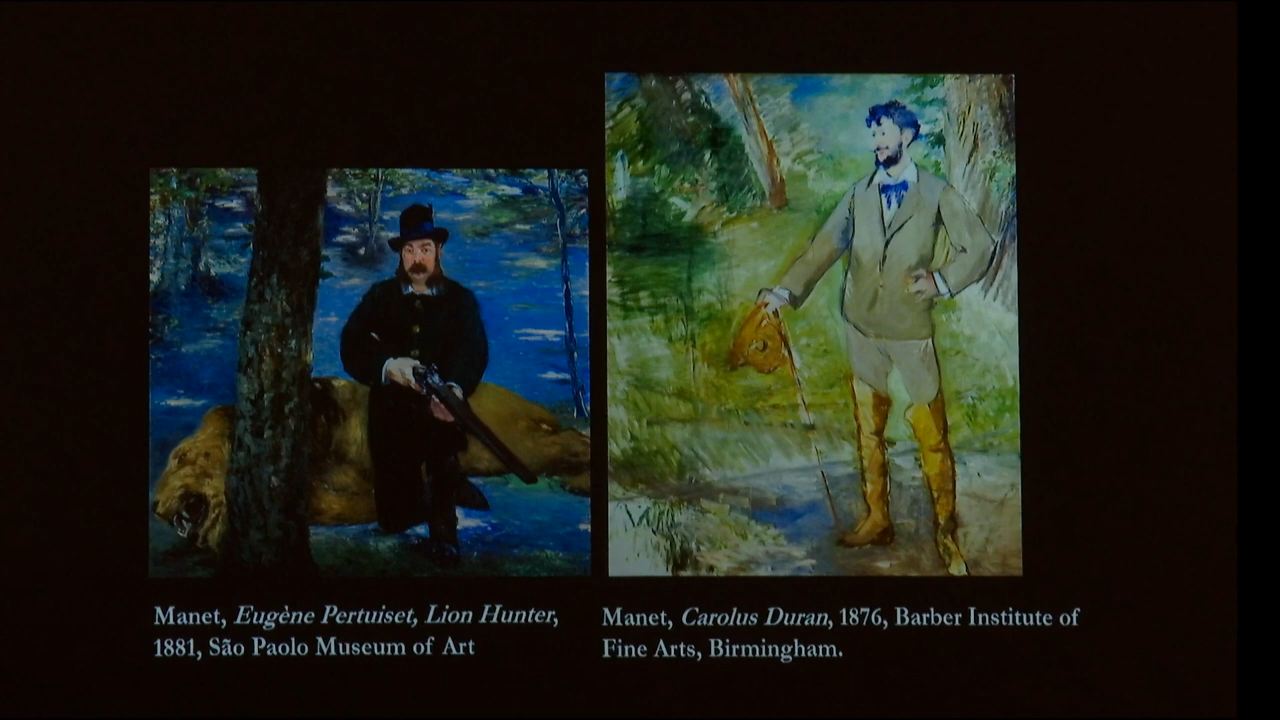 Manet, Eugène Pertuiset, Lion Hunter,
1881, São Paolo Museum of Art
Manet, Carolus Duran, 1876, Barber Institute of
Fine Arts, Birmingham.